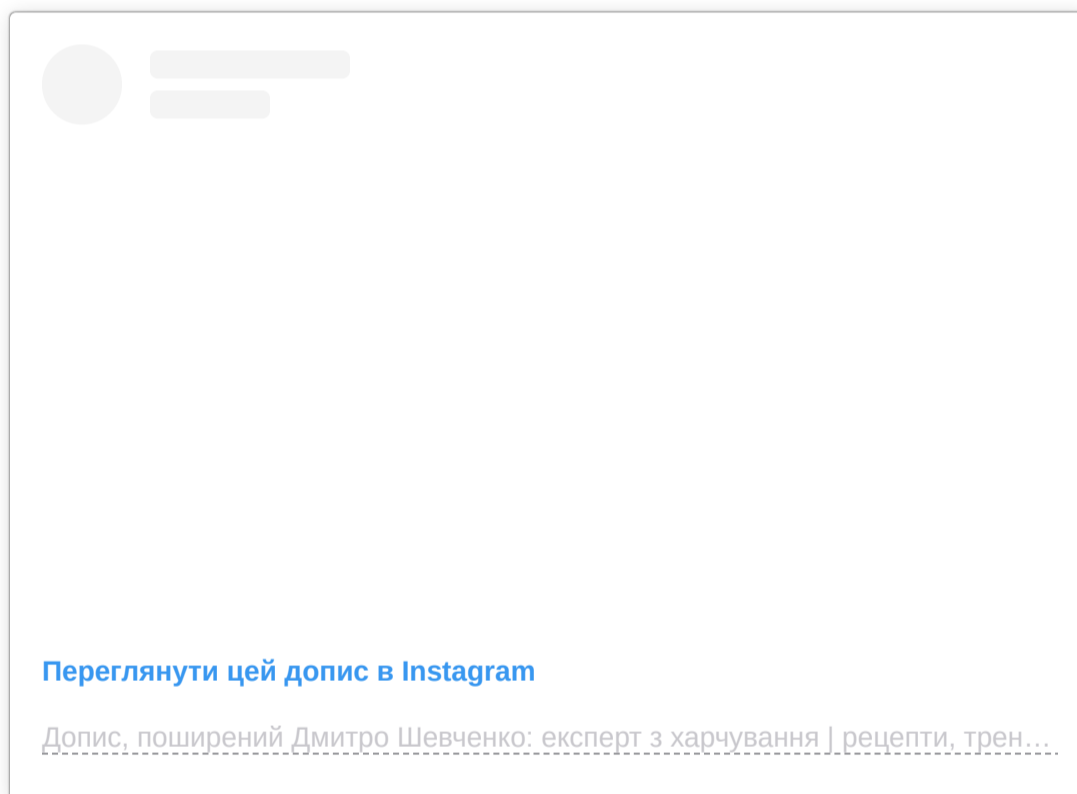 Переглянути цей допис в Instagram
Допис, поширений Дмитро Шевченко: експерт з харчування | рецепти, трен…